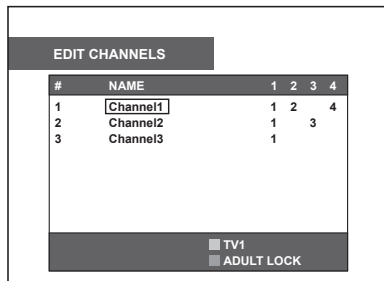 EDIT CHANNELS
# NAME 1 2 3 4
1 Channel1 1 2 4
2 Channel2 1 3
3 Channel3 1
TV1
ADULT LOCK